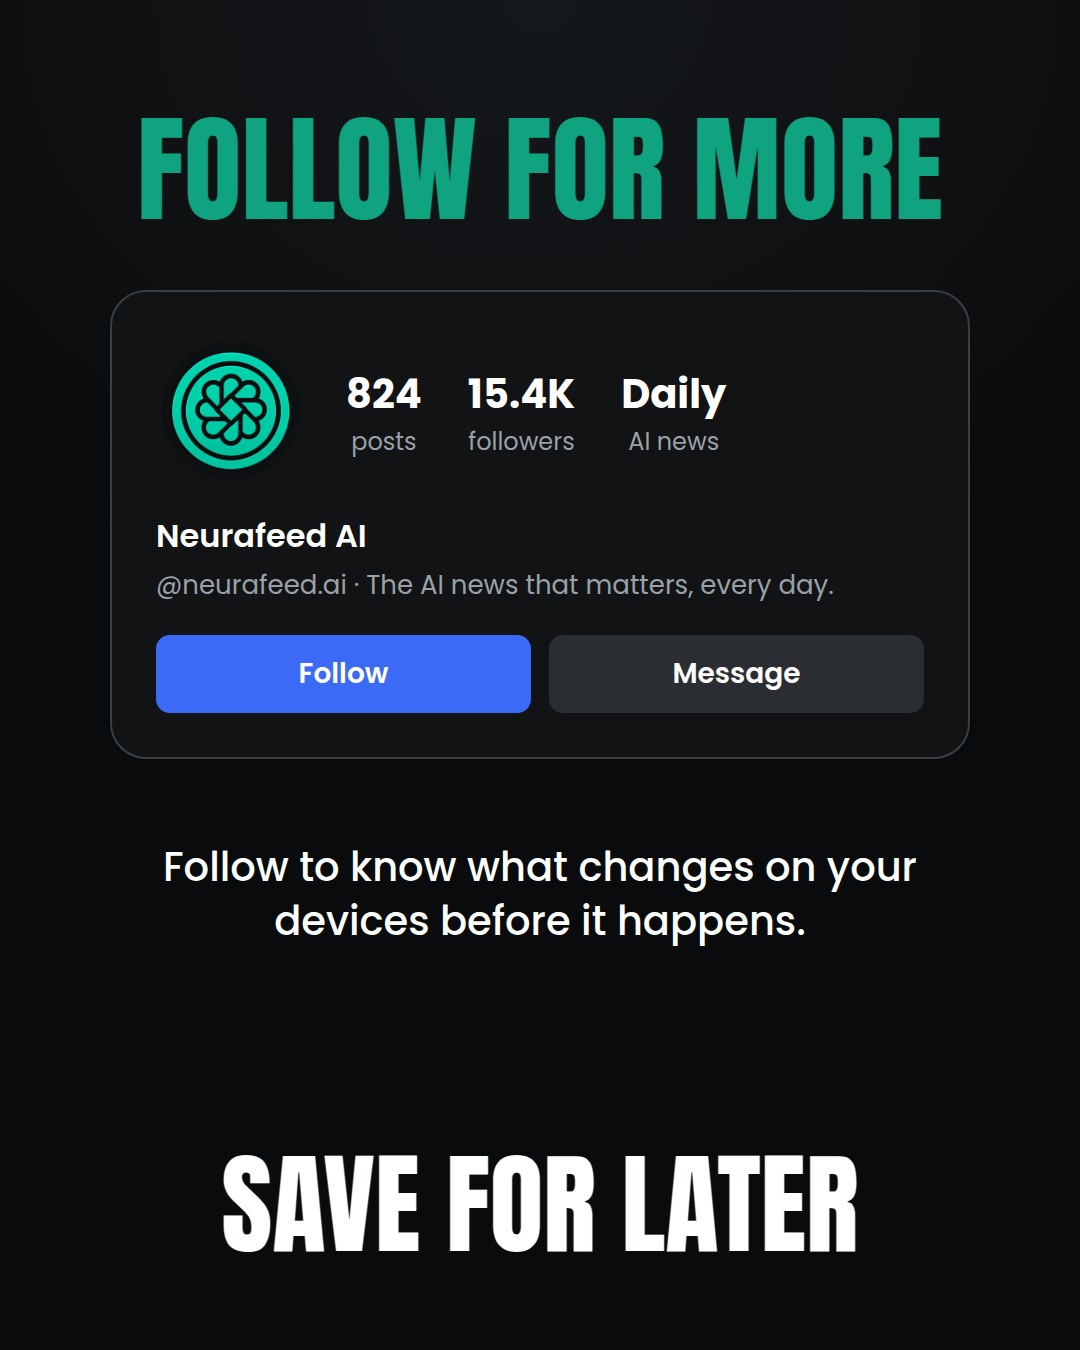 FOLLOW FOR MORE
824 15.4K Daily
posts followers AI news
Neurafeed AI
@neurafeed.ai · The AI news that matters, every day.
Follow Message
Follow to know what changes on your
devices before it happens.
SAVE FOR LATER